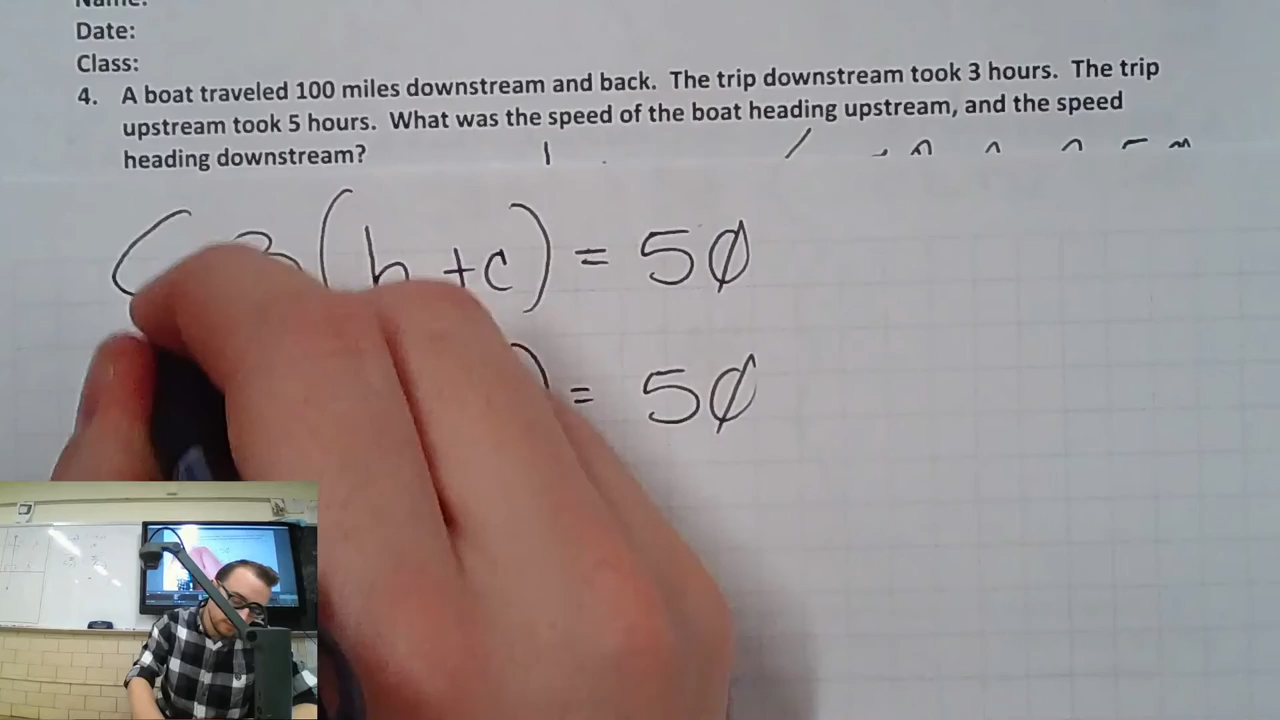 Name:
Date:
Class:
4. A boat traveled 100 miles downstream and back. The trip downstream took 3 hours. The trip
upstream took 5 hours. What was the speed of the boat heading upstream, and the speed
heading downstream?
(b+c) = 50
) = 50